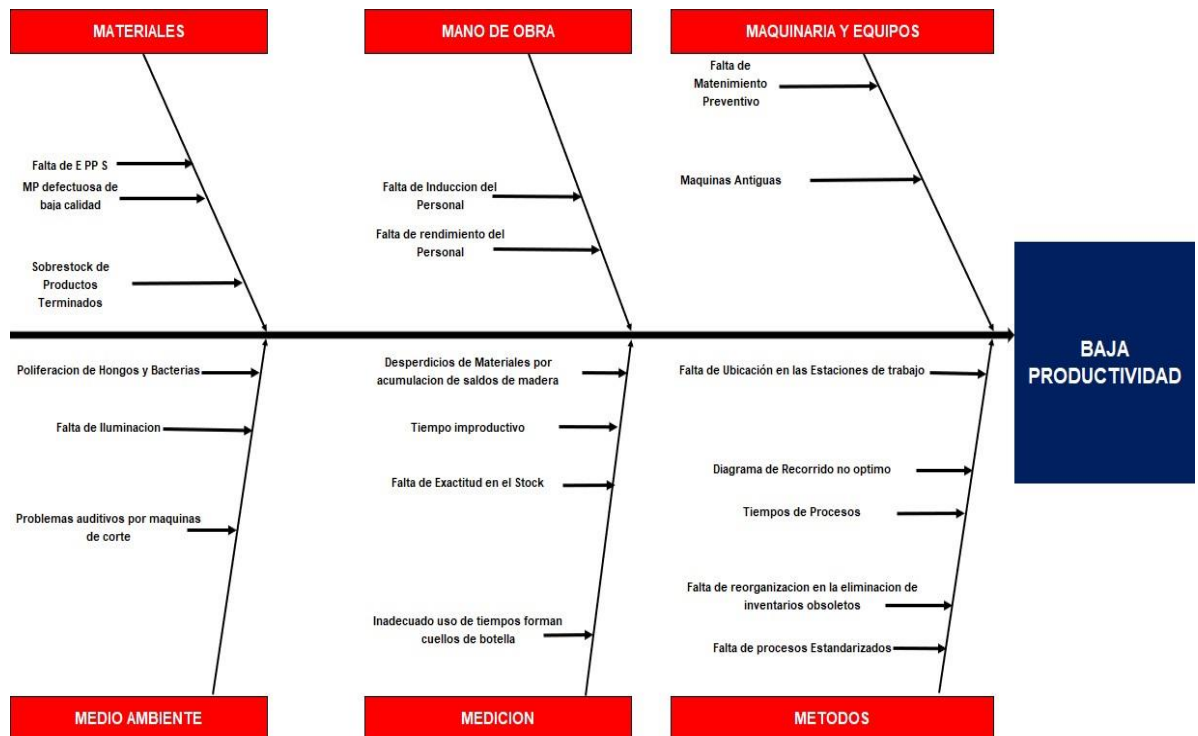 MATERIALES
MANO DE OBRA
MAQUINARIA Y EQUIPOS
Falta de
Matenimiento
Preventivo
Falta de E PP S
MP defectuosa de
baja calidad
Sobrestock de
Productos
Terminados
Falta de Induccion del
Personal
Falta de rendimiento del
Personal
Maquinas Antiguas
BAJA
PRODUCTIVIDAD
Poliferacion de Hongos y Bacterias
Falta de Iluminacion
Problemas auditivos por maquinas
de corte
Desperdicios de Materiales por
acumulacion de saldos de madera
Tiempo improductivo
Falta de Exactitud en el Stock
Inadecuado uso de tiempos forman
cuellos de botella
Falta de Ubicación en las Estaciones de trabajo
Diagrama de Recorrido no optimo
Tiempos de Procesos
Falta de reorganizacion en la eliminacion de
inventarios obsoletos
Falta de procesos Estandarizados
MEDIO AMBIENTE
MEDICION
METODOS